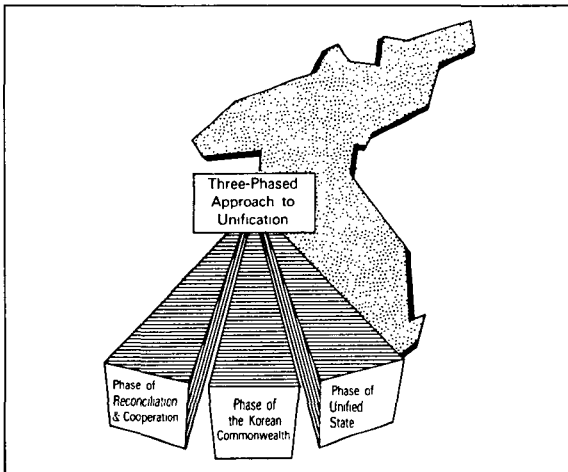 Three-Phased
Approach to
Unification
Phase of
Reconciliation
& Cooperation
Phase of
the Korean
Commonwealth
Phase of
Unified
State